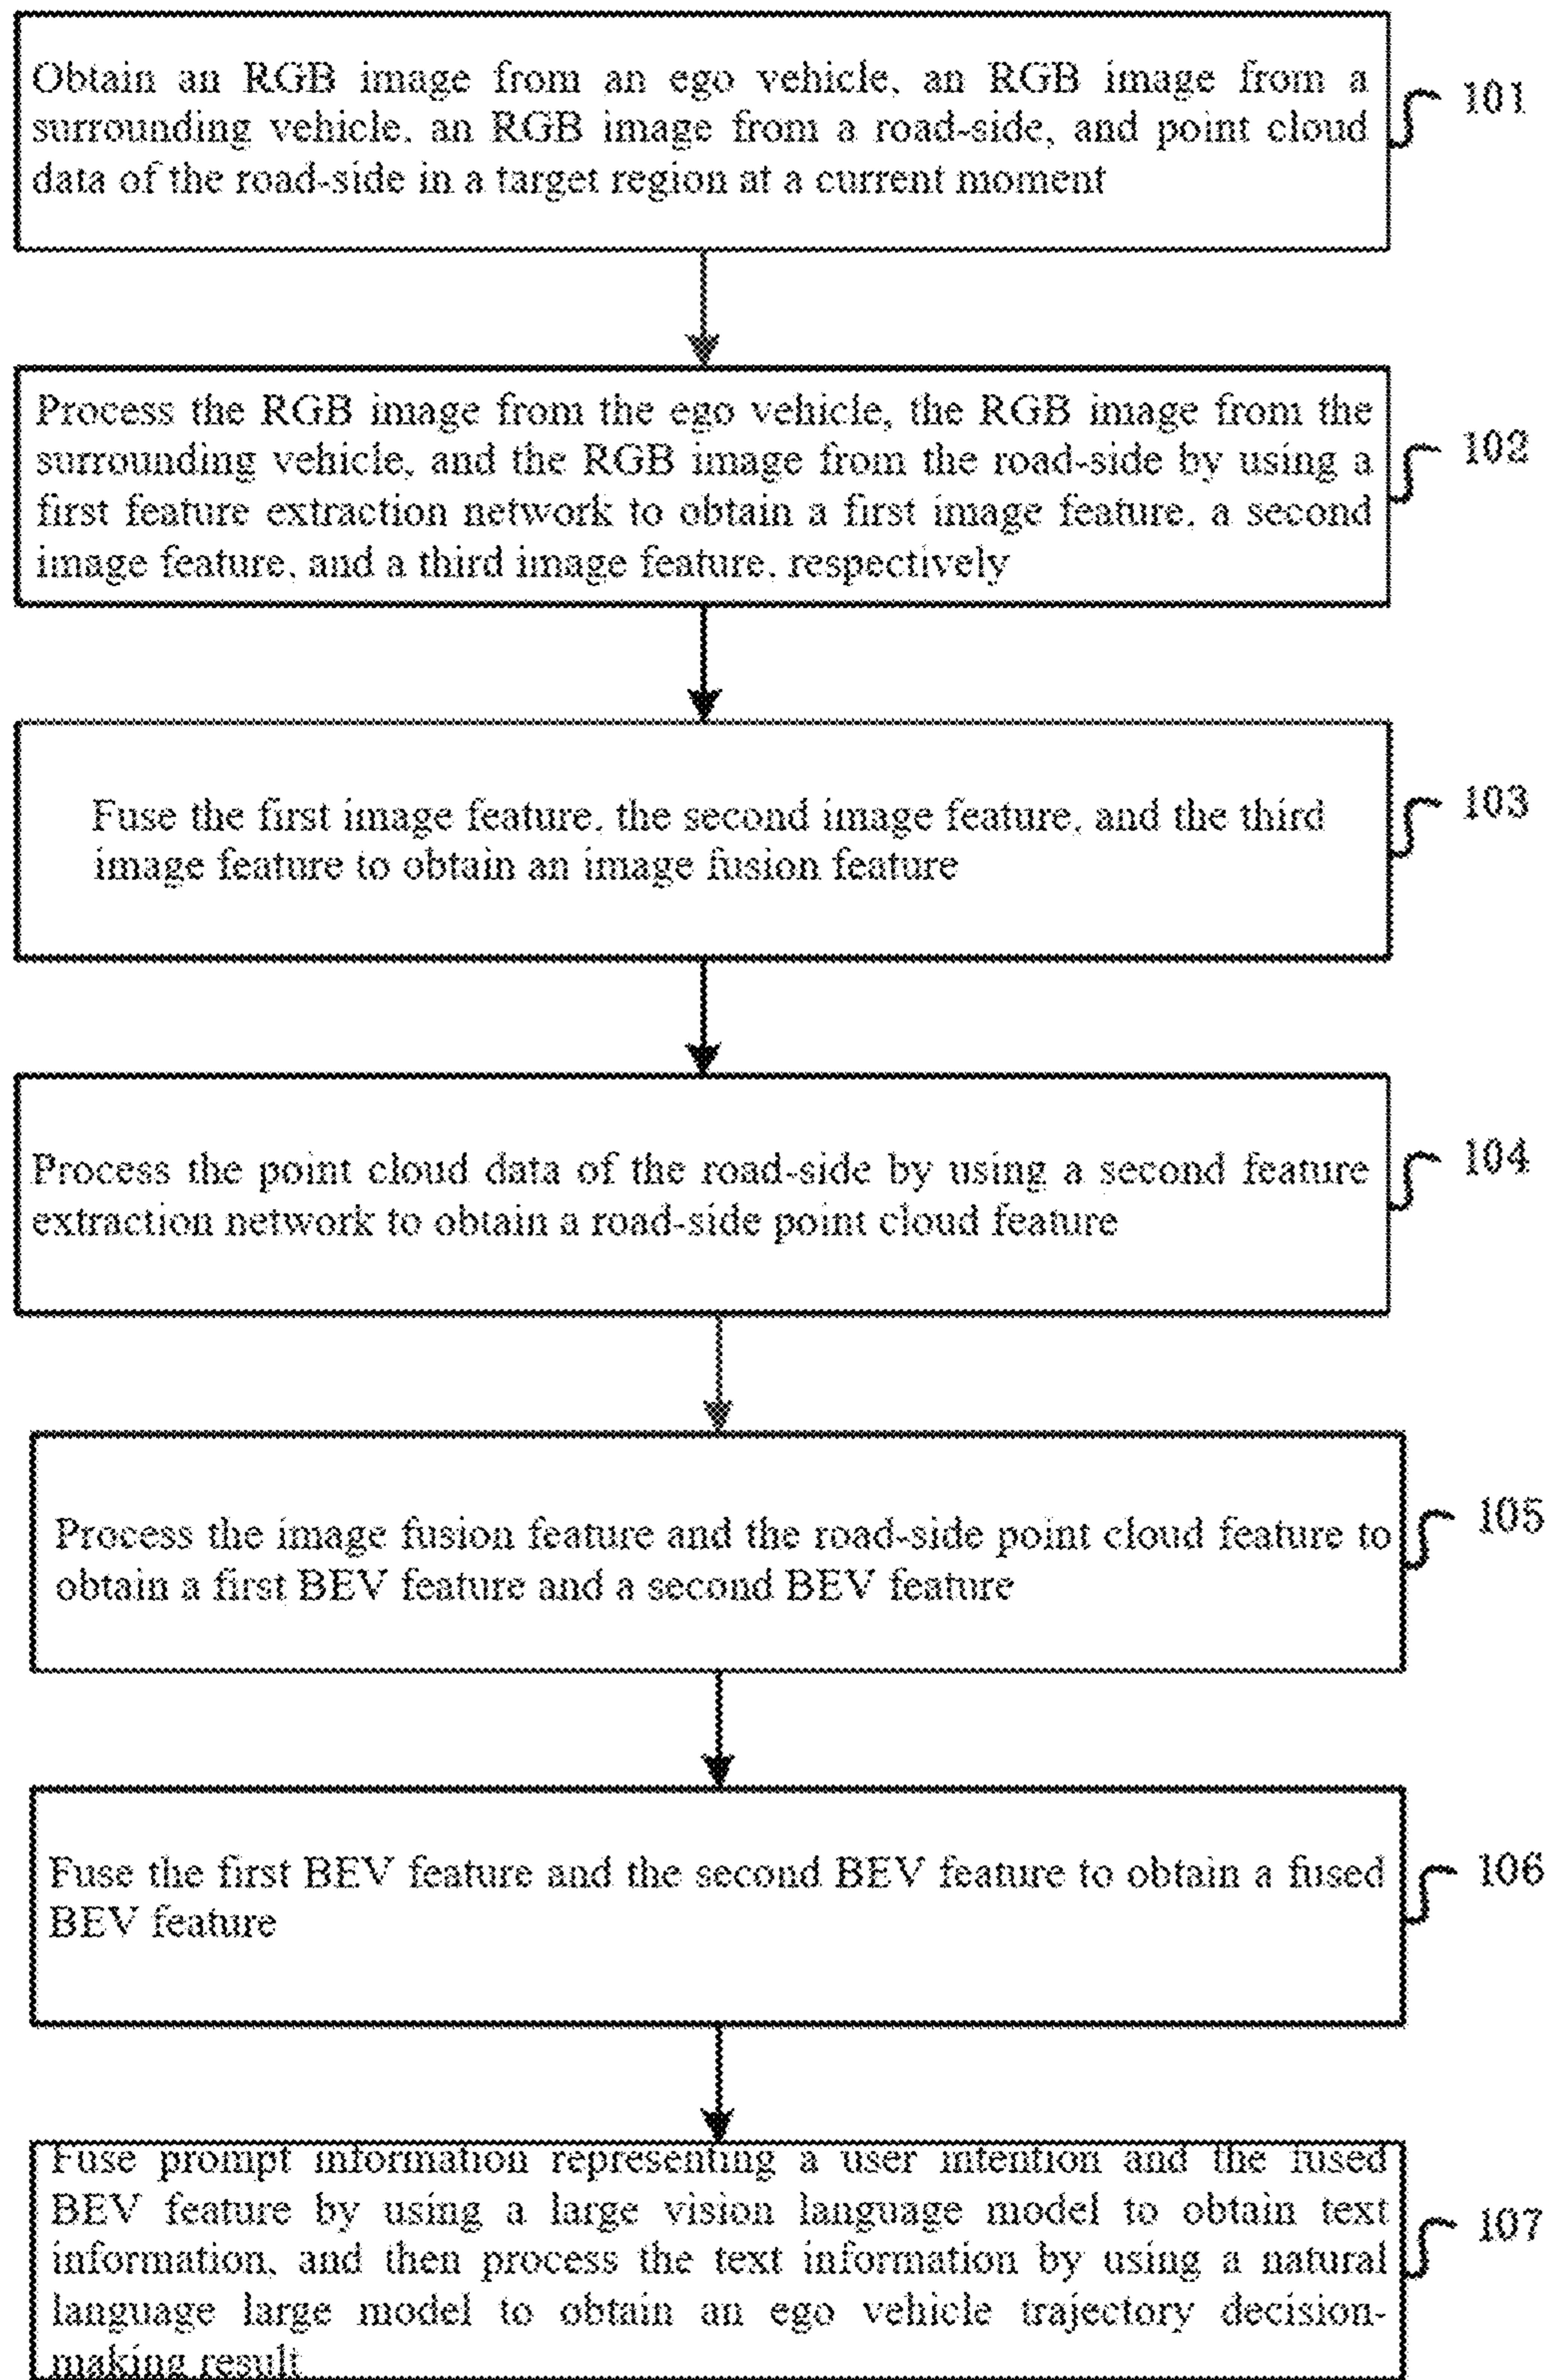 Obtain an RGB image from an ego vehicle, an RGB image from a
surrounding vehicle, an RGB image from a road-side, and point cloud
data of the road-side in a target region at a current moment
101
Process the RGB image from the ego vehicle, the RGB image from the
surrounding vehicle, and the RGB image from the road-side by using a
first feature extraction network to obtain a first image feature, a second
image feature, and a third image feature, respectively
102
Fuse the first image feature, the second image feature, and the third
image feature to obtain an image fusion feature
103
Process the point cloud data of the road-side by using a second feature
extraction network to obtain a road-side point cloud feature
104
Process the image fusion feature and the road-side point cloud feature to
obtain a first BEV feature and a second BEV feature
105
Fuse the first BEV feature and the second BEV feature to obtain a fused
BEV feature
106
Fuse prompt information representing a user intention and the fused
BEV feature by using a large vision language model to obtain text
information, and then process the text information by using a natural
language large model to obtain an ego vehicle trajectory decision-
making result
107